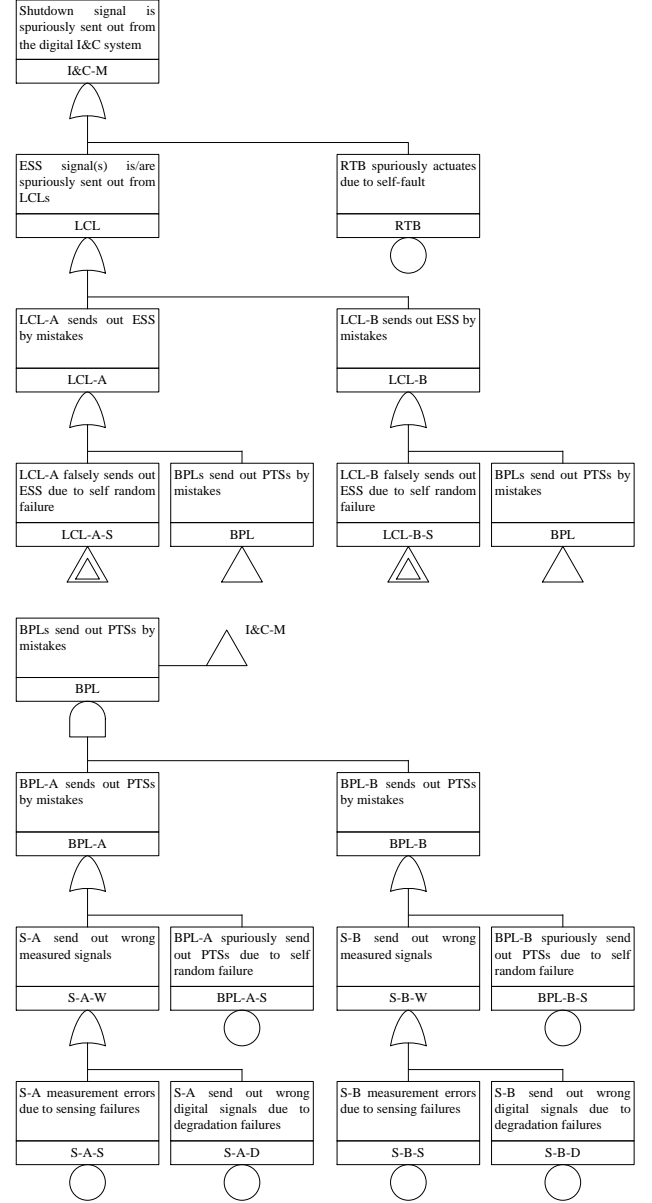 Shutdown signal is
spuriously sent out from
the digital I&C system
I&C-M
ESS signal(s) is/are
spuriously sent out from
LCLs
LCL
RTB spuriously actuates
due to self-fault
RTB
LCL-A sends out ESS
by mistakes
LCL-A
LCL-B sends out ESS by
mistakes
LCL-B
LCL-A falsely sends out
ESS due to self random
failure
LCL-A-S
BPLs send out PTSs by
mistakes
BPL
LCL-B falsely sends out
ESS due to self random
failure
LCL-B-S
BPLs send out PTSs by
mistakes
BPL
BPLs send out PTSs by
mistakes
BPL
I&C-M
BPL-A sends out PTSs
by mistakes
BPL-A
BPL-B sends out PTSs
by mistakes
BPL-B
S-A send out wrong
measured signals
S-A-W
BPL-A spuriously send
out PTSs due to self
random failure
BPL-A-S
S-B send out wrong
measured signals
S-B-W
BPL-B spuriously send
out PTSs due to self
random failure
BPL-B-S
S-A measurement errors
due to sensing failures
S-A-S
S-A send out wrong
digital signals due to
degradation failures
S-A-D
S-B measurement errors
due to sensing failures
S-B-S
S-B send out wrong
digital signals due to
degradation failures
S-B-D